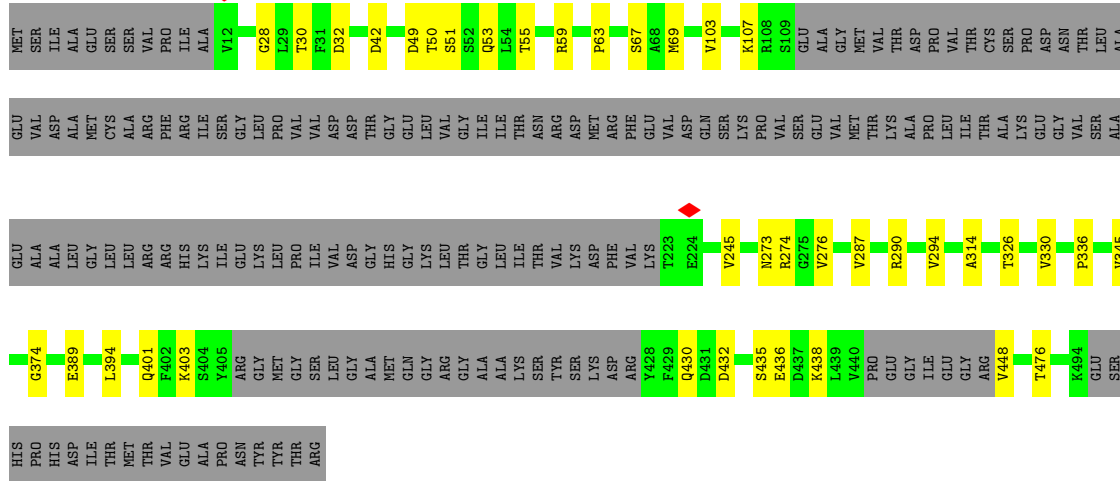 MET SER ILE ALA GLU SER SER VAL PRO ILE ALA V12 G28 L29 T30 F31 D32 D42 D49 T50 S51 S52 Q53 L54 T55 R59 P63 S67 A68 M69 V103 K107 R108 S109 GLU ALA GLY MET VAL THR ASP PRO VAL THR CYS SER PRO ASP ASN THR LEU ALA
GLU VAL ASP ALA MET CYS ALA ARG PHE ARG ILE SER GLY LEU PRO VAL VAL ASP ASP THR GLY GLU LEU VAL GLY ILE ILE THR ASN ARG ASP MET ARG PHE GLU VAL ASP GLN SER LYS PRO VAL SER GLU VAL MET THR LYS ALA PRO LEU ILE THR ALA LYS GLU GLY VAL SER ALA
GLU ALA ALA LEU GLY LEU LEU ARG ARG HIS LYS ILE GLU LYS LEU PRO ILE VAL ASP GLY HIS GLY LYS LEU THR GLY LEU ILE THR VAL LYS ASP PHE VAL LYS T223 E224 V245 N273 R274 G275 V276 V287 R290 V294 A314 T326 V330 P336 V345
G374 E389 L394 Q401 F402 K403 S404 Y405 ARG GLY MET GLY SER LEU GLY ALA MET GLN GLY ARG GLY ALA ALA LYS SER TYR SER LYS ASP ARG Y428 F429 Q430 D431 D432 S435 E436 D437 K438 L439 V440 PRO GLU GLY ILE GLU GLY ARG V448 T476 K494 GLU SER
HIS PRO HIS ASP ILE THR MET THR VAL GLU ALA PRO ASN TYR TYR THR ARG